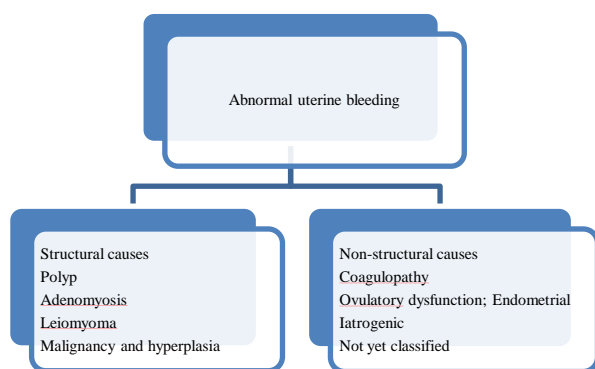 Abnormal uterine bleeding
Structural causes
Polyp
Adenomyosis
Leiomyoma
Malignancy and hyperplasia
Non-structural causes
Coagulopathy
Ovulatory dysfunction; Endometrial
Iatrogenic
Not yet classified